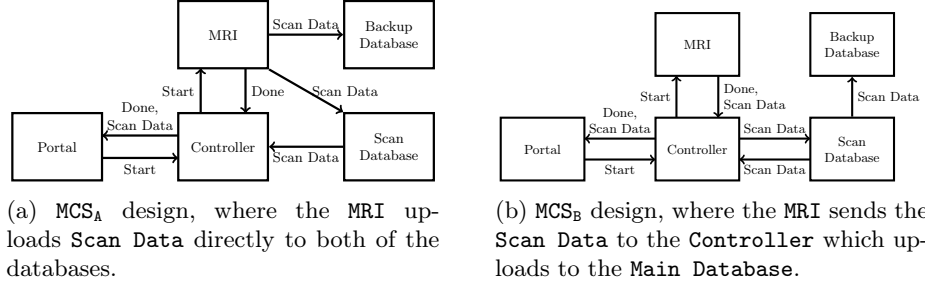 MRI
Scan Data
Backup
Database
Start
Done
Scan Data
Done,
Scan Data
Portal
Start
Controller
Scan Data
Scan
Database
(a) MCSA design, where the MRI up-
loads Scan Data directly to both of the
databases.
MRI
Backup
Database
Start
Done,
Scan Data
Scan Data
Done,
Scan Data
Portal
Start
Controller
Scan Data
Scan Data
Scan
Database
(b) MCSB design, where the MRI sends the
Scan Data to the Controller which up-
loads to the Main Database.